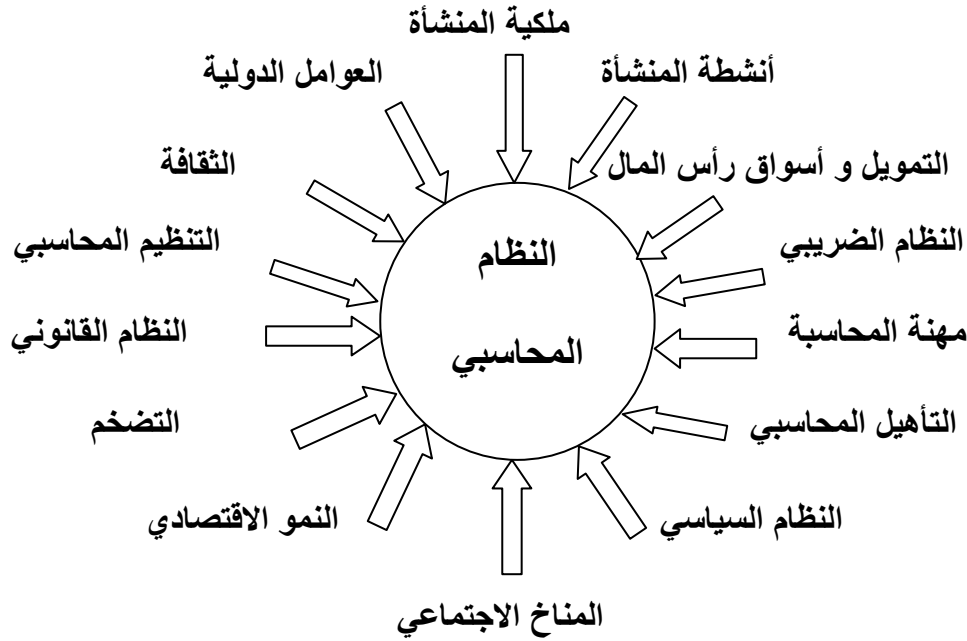 ملكية المنشأة
أنشطة المنشأة
العوامل الدولية
التمويل و أسواق رأس المال
الثقافة
النظام الضريبي
التنظيم المحاسبي
النظام
المحاسبي
مهنة المحاسبة
النظام القانوني
التأهيل المحاسبي
التضخم
النظام السياسي
النمو الاقتصادي
المناخ الاجتماعي